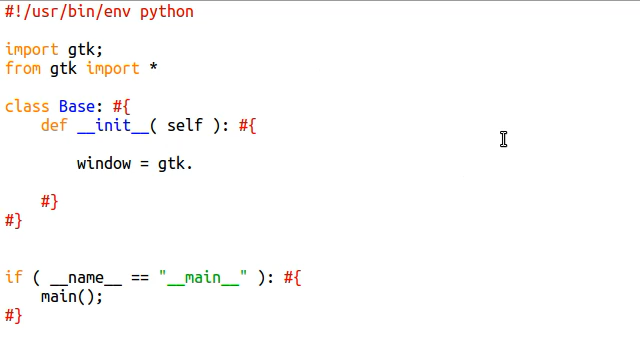 #!/usr/bin/env python
import gtk;
from gtk import *
class Base: #{
def __init__( self ): #{
window = gtk.
#}
#}
if ( __name__ == "__main__" ): #{
main();
#}